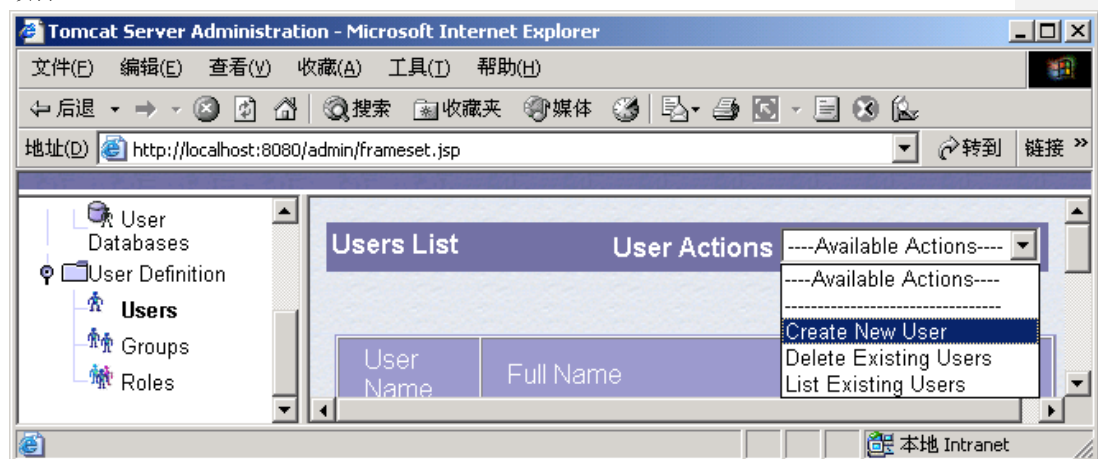 Tomcat Server Administration - Microsoft Internet Explorer
文件(F) 编辑(E) 查看(V) 收藏(A) 工具(T) 帮助(H)
后退 搜索 收藏夹 媒体
地址(D) http://localhost:8080/admin/frameset.jsp 转到 链接 »
User
Databases
User Definition
Users
Groups
Roles
Users List User Actions ----Available Actions----
----Available Actions----
---------------------------------
Create New User
Delete Existing Users
List Existing Users
User
Name
Full Name
本地 Intranet